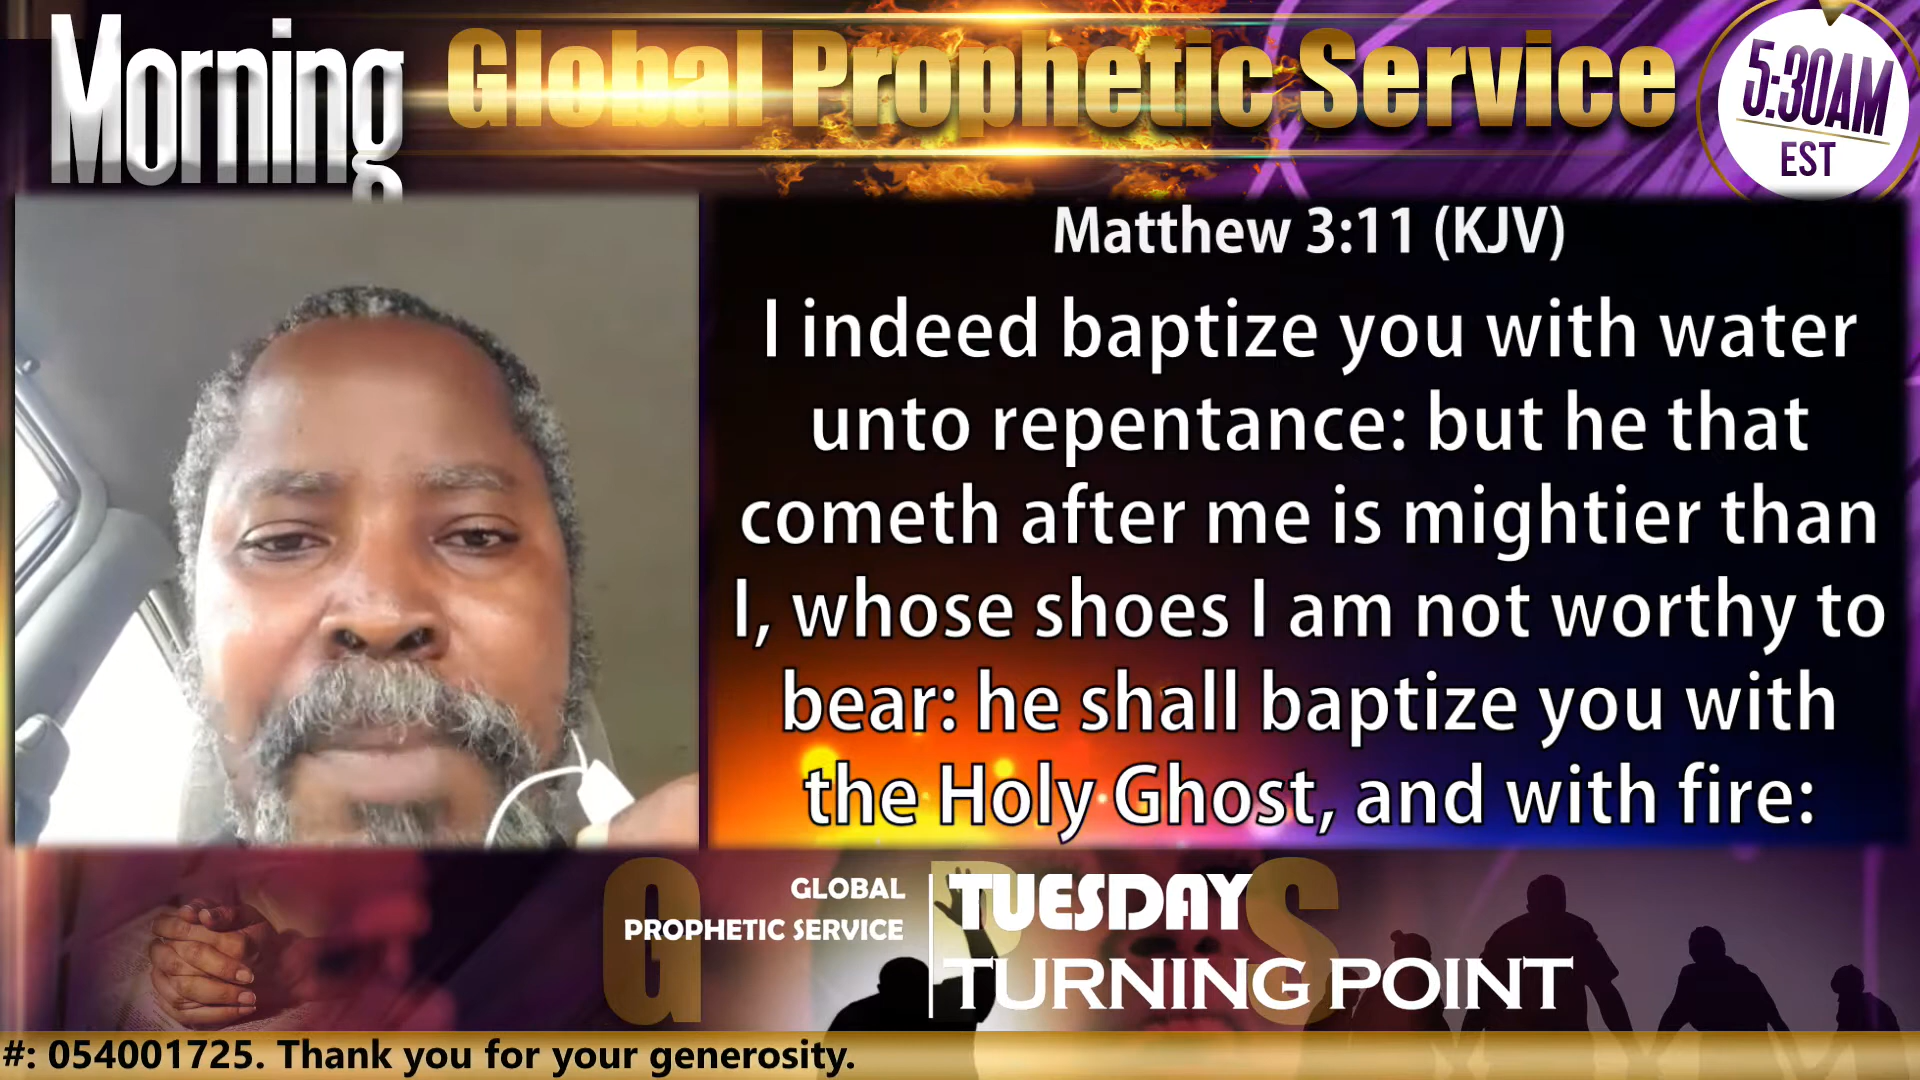 Morning
Global Prophetic Service
5:30AM
EST
Matthew 3:11 (KJV)
I indeed baptize you with water
unto repentance: but he that
cometh after me is mightier than
I, whose shoes I am not worthy to
bear: he shall baptize you with
the Holy Ghost, and with fire:
G P S
GLOBAL
PROPHETIC SERVICE
TUESDAY
TURNING POINT
#: 054001725. Thank you for your generosity.